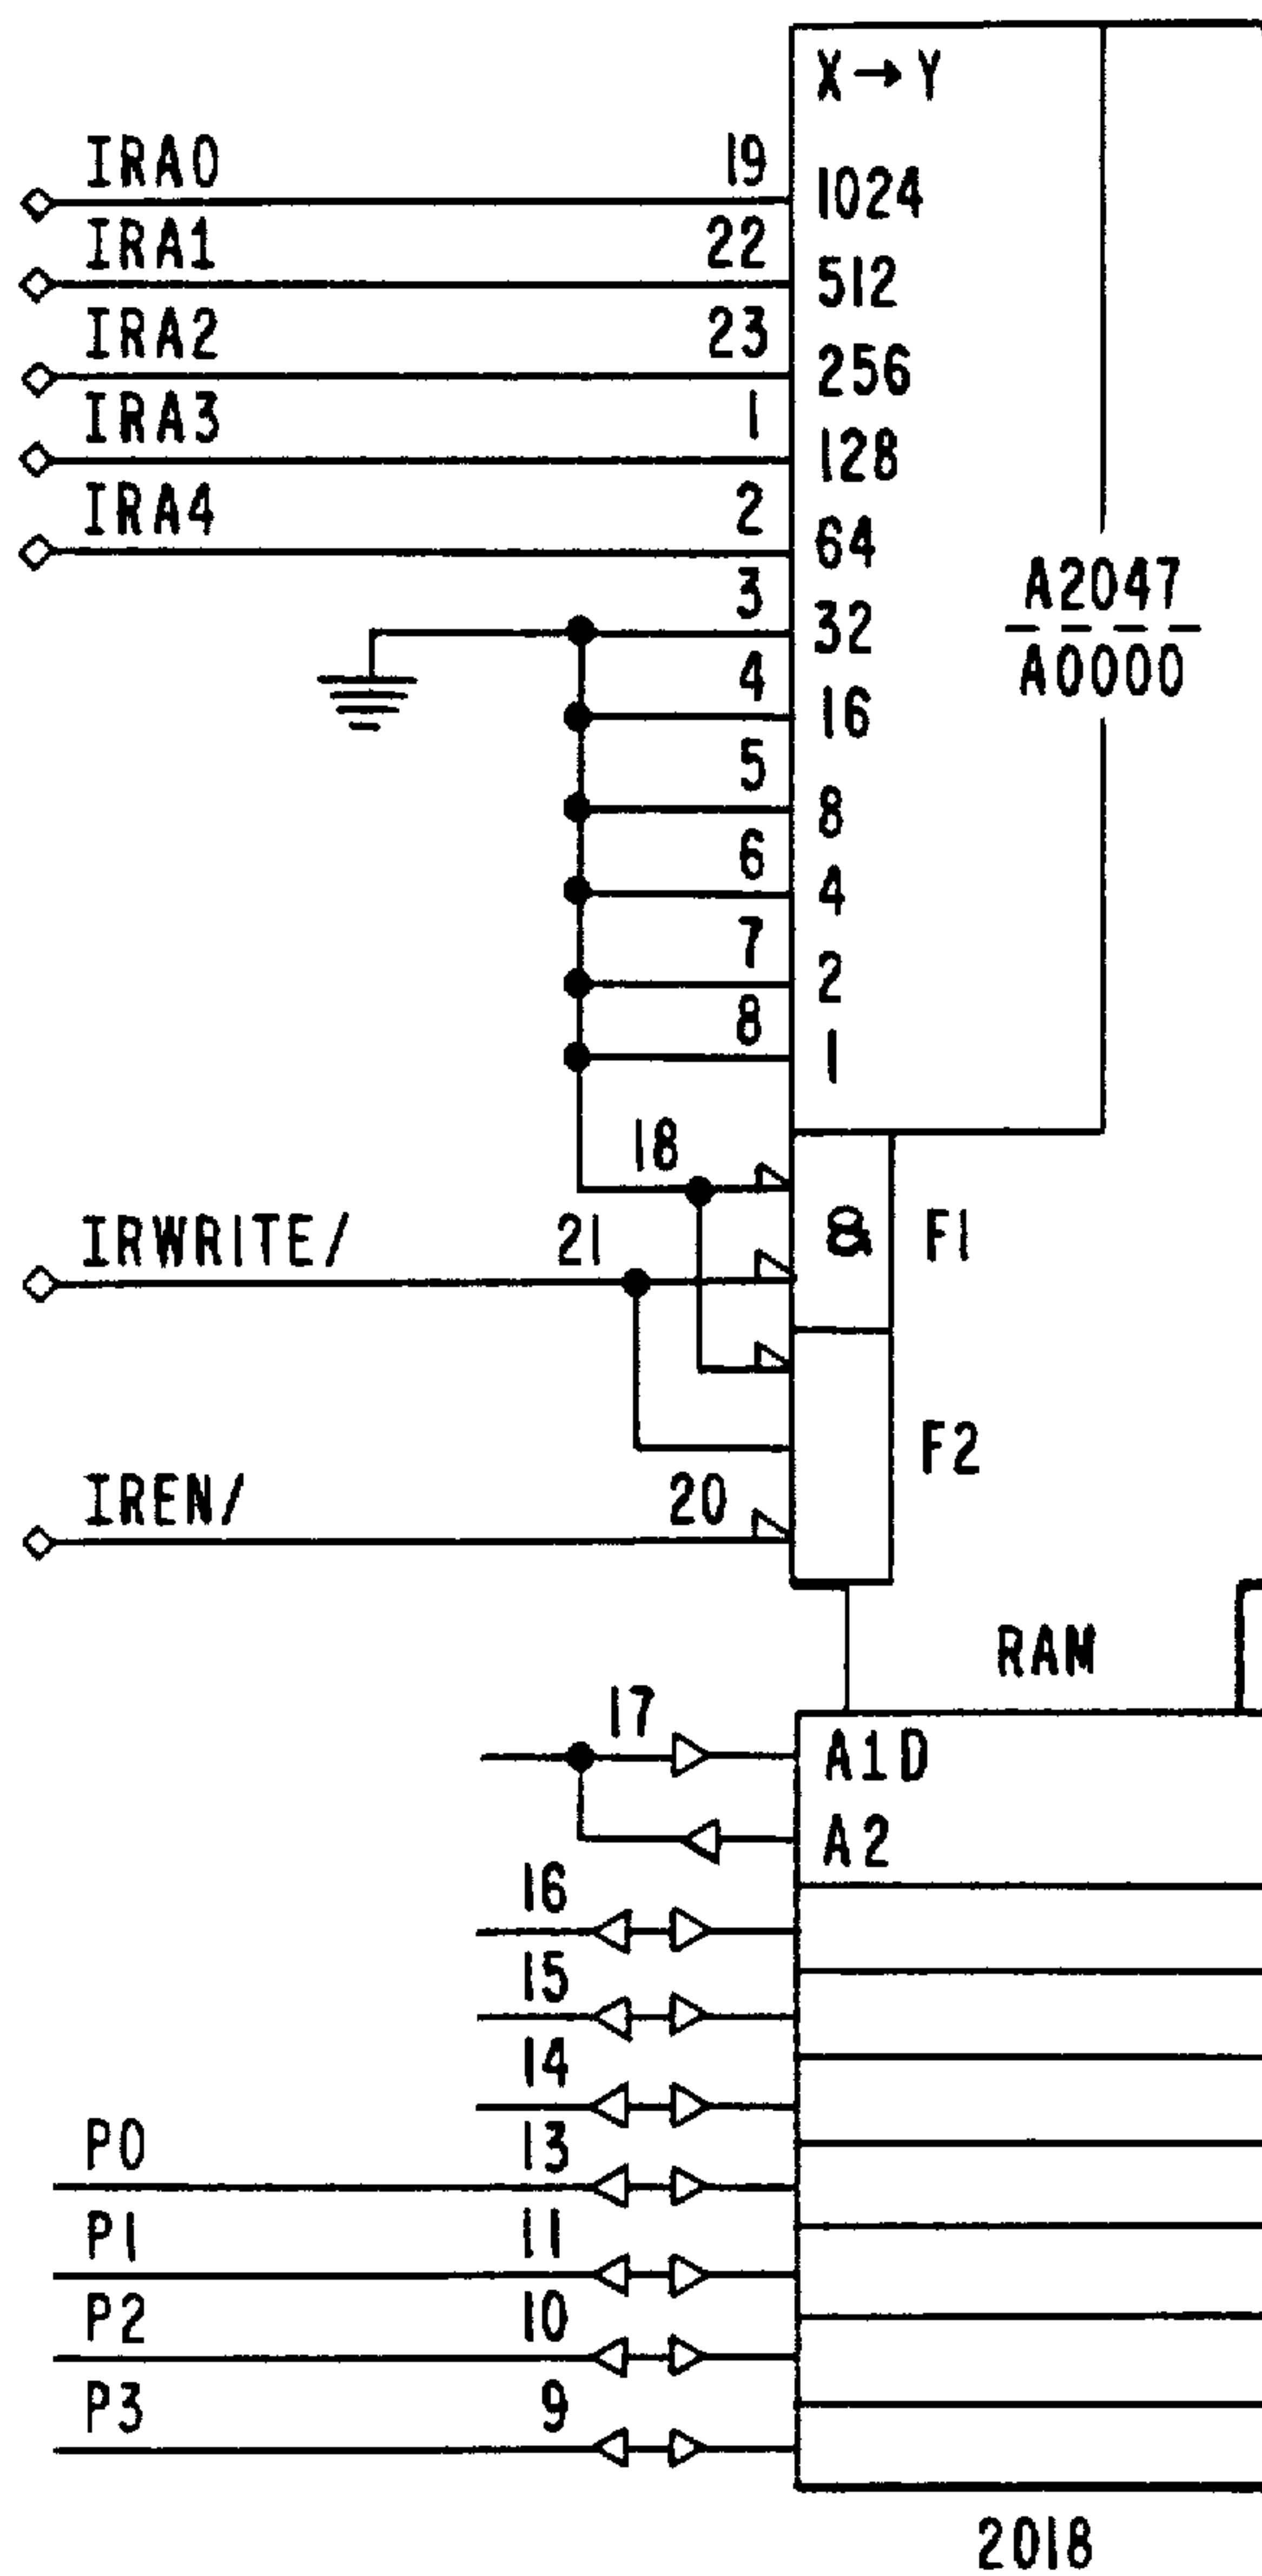 X→Y
IRA0 19 1024
IRA1 22 512
IRA2 23 256
IRA3 1 128
IRA4 2 64
A2047
3 32
A0000
4 16
5 8
6 4
7 2
8 1
18
IRWRITE/ 21 & F1
F2
IREN/ 20
RAM
17 A1D
A2
16
15
14
P0 13
P1 11
P2 10
P3 9
2018